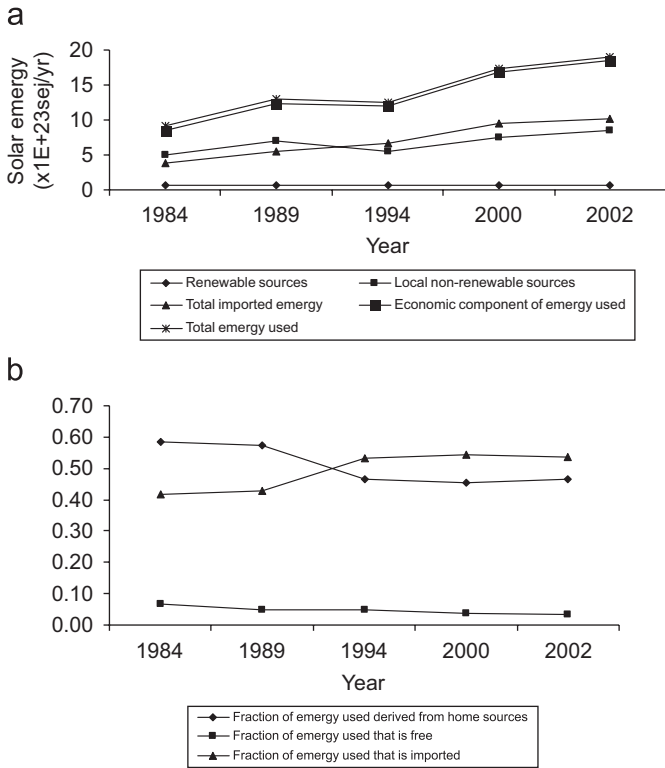 a
Solar emergy
(x1E+23sej/yr)
20
15
10
5
0
1984 1989 1994 2000 2002
Year
Renewable sources Local non-renewable sources
Total imported emergy Economic component of emergy used
Total emergy used
b
0.70
0.60
0.50
0.40
0.30
0.20
0.10
0.00
1984 1989 1994 2000 2002
Year
Fraction of emergy used derived from home sources
Fraction of emergy used that is free
Fraction of emergy used that is imported